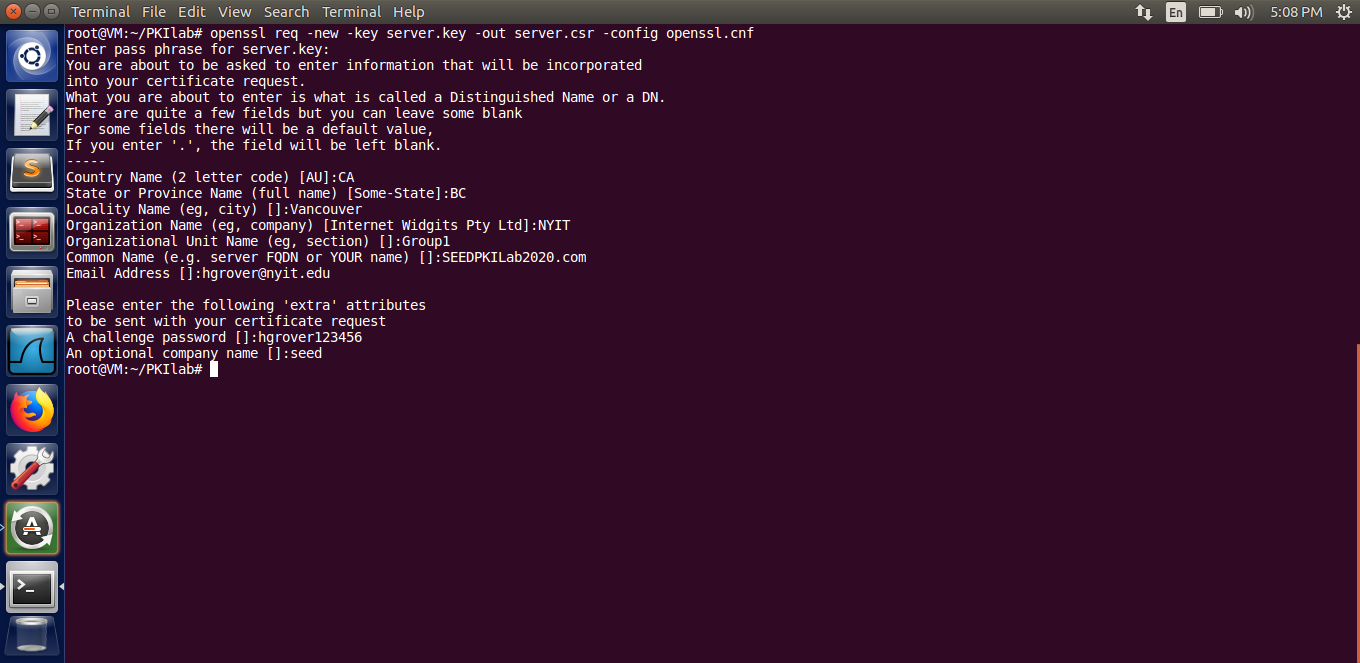 Terminal File Edit View Search Terminal Help En 5:08 PM
root@VM:~/PKIlab# openssl req -new -key server.key -out server.csr -config openssl.cnf
Enter pass phrase for server.key:
You are about to be asked to enter information that will be incorporated
into your certificate request.
What you are about to enter is what is called a Distinguished Name or a DN.
There are quite a few fields but you can leave some blank
For some fields there will be a default value,
If you enter '.', the field will be left blank.
-----
Country Name (2 letter code) [AU]:CA
State or Province Name (full name) [Some-State]:BC
Locality Name (eg, city) []:Vancouver
Organization Name (eg, company) [Internet Widgits Pty Ltd]:NYIT
Organizational Unit Name (eg, section) []:Group1
Common Name (e.g. server FQDN or YOUR name) []:SEEDPKILab2020.com
Email Address []:hgrover@nyit.edu
Please enter the following 'extra' attributes
to be sent with your certificate request
A challenge password []:hgrover123456
An optional company name []:seed
root@VM:~/PKIlab#